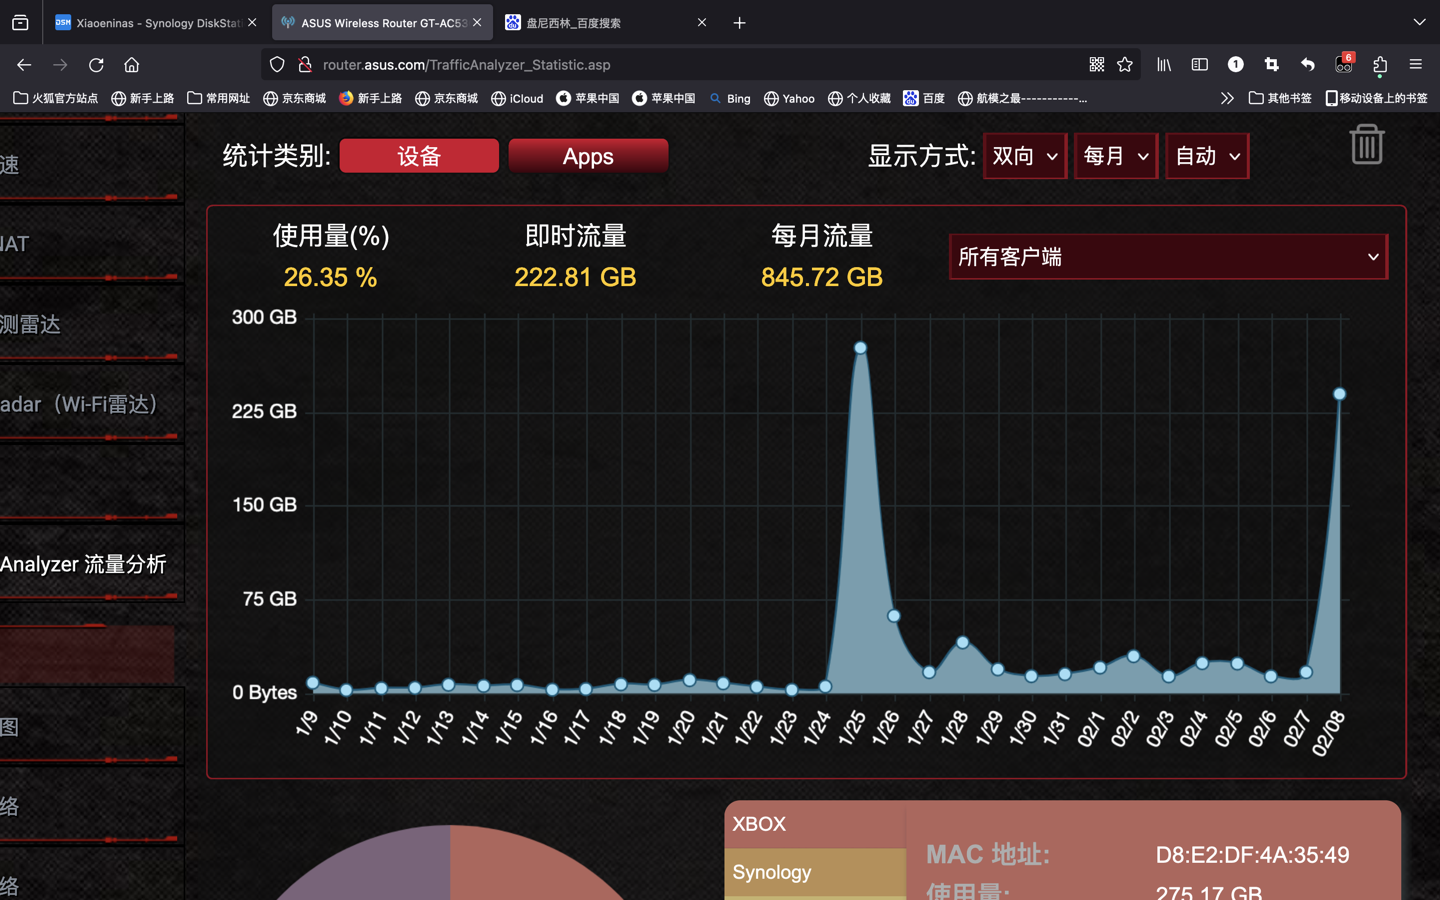 Xiaoeninas - Synology DiskStati
ASUS Wireless Router GT-AC53
盘尼西林_百度搜索
router.asus.com/TrafficAnalyzer_Statistic.asp
1
6
火狐官方站点 新手上路 常用网址 京东商城 新手上路 京东商城 iCloud 苹果中国 苹果中国 Bing Yahoo 个人收藏 百度 航模之最-----------... 其他书签 移动设备上的书签
速
NAT
测雷达
adar（Wi-Fi雷达）
Analyzer 流量分析
图
络
络
统计类别: 设备 Apps
显示方式: 双向 每月 自动
使用量(%) 即时流量 每月流量
26.35 % 222.81 GB 845.72 GB
所有客户端
300 GB
225 GB
150 GB
75 GB
0 Bytes
1/9 1/10 1/11 1/12 1/13 1/14 1/15 1/16 1/17 1/18 1/19 1/20 1/21 1/22 1/23 1/24 1/25 1/26 1/27 1/28 1/29 1/30 1/31 02/1 02/2 02/3 02/4 02/5 02/6 02/7 02/08
XBOX
Synology
MAC 地址: D8:E2:DF:4A:35:49
使用量: 275.17 GB